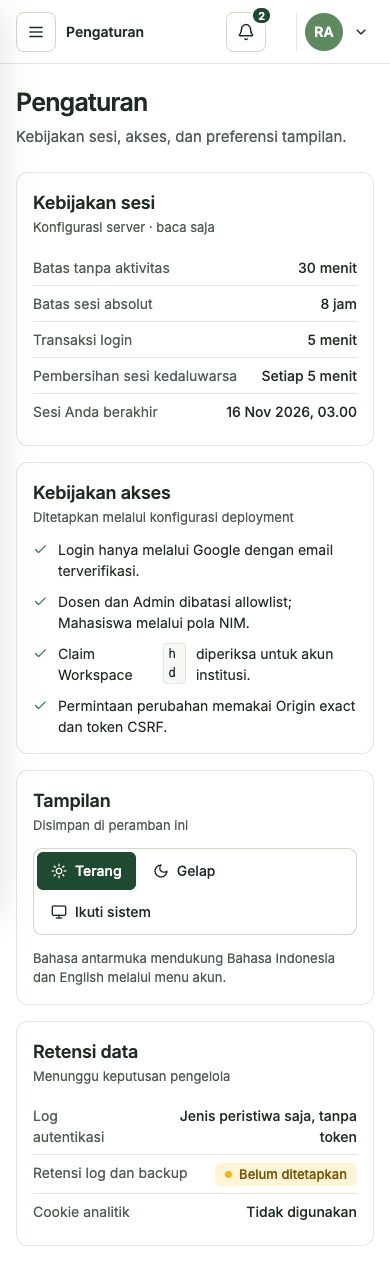 Pengaturan
2
RA
Pengaturan
Kebijakan sesi, akses, dan preferensi tampilan.
Kebijakan sesi
Konfigurasi server · baca saja
Batas tanpa aktivitas 30 menit
Batas sesi absolut 8 jam
Transaksi login 5 menit
Pembersihan sesi kedaluwarsa Setiap 5 menit
Sesi Anda berakhir 16 Nov 2026, 03.00
Kebijakan akses
Ditetapkan melalui konfigurasi deployment
Login hanya melalui Google dengan email
terverifikasi.
Dosen dan Admin dibatasi allowlist;
Mahasiswa melalui pola NIM.
Claim h diperiksa untuk akun
Workspace d institusi.
Permintaan perubahan memakai Origin exact
dan token CSRF.
Tampilan
Disimpan di peramban ini
Terang Gelap
Ikuti sistem
Bahasa antarmuka mendukung Bahasa Indonesia
dan English melalui menu akun.
Retensi data
Menunggu keputusan pengelola
Log Jenis peristiwa saja, tanpa
autentikasi token
Retensi log dan backup Belum ditetapkan
Cookie analitik Tidak digunakan